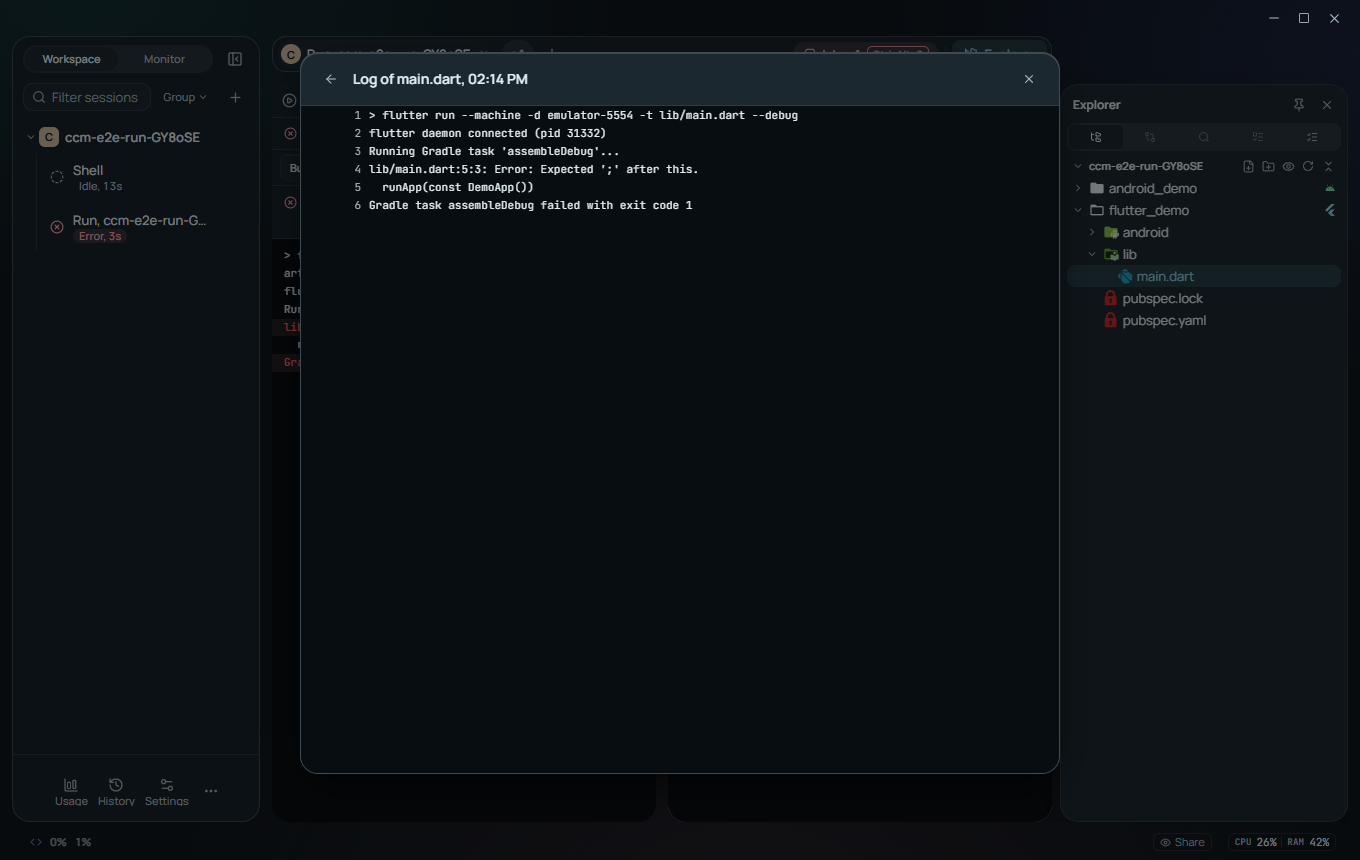 Workspace
Monitor
Filter sessions
Group
C ccm-e2e-run-GY8oSE
Shell
Idle, 13s
Run, ccm-e2e-run-G...
Error, 3s
Usage
History
Settings
0% 1%
C
Bu
Log of main.dart, 02:14 PM
1 > flutter run --machine -d emulator-5554 -t lib/main.dart --debug
2 flutter daemon connected (pid 31332)
3 Running Gradle task 'assembleDebug'...
4 lib/main.dart:5:3: Error: Expected ';' after this.
5 runApp(const DemoApp())
6 Gradle task assembleDebug failed with exit code 1
Explorer
ccm-e2e-run-GY8oSE
android_demo
flutter_demo
android
lib
main.dart
pubspec.lock
pubspec.yaml
Share
CPU 26% RAM 42%